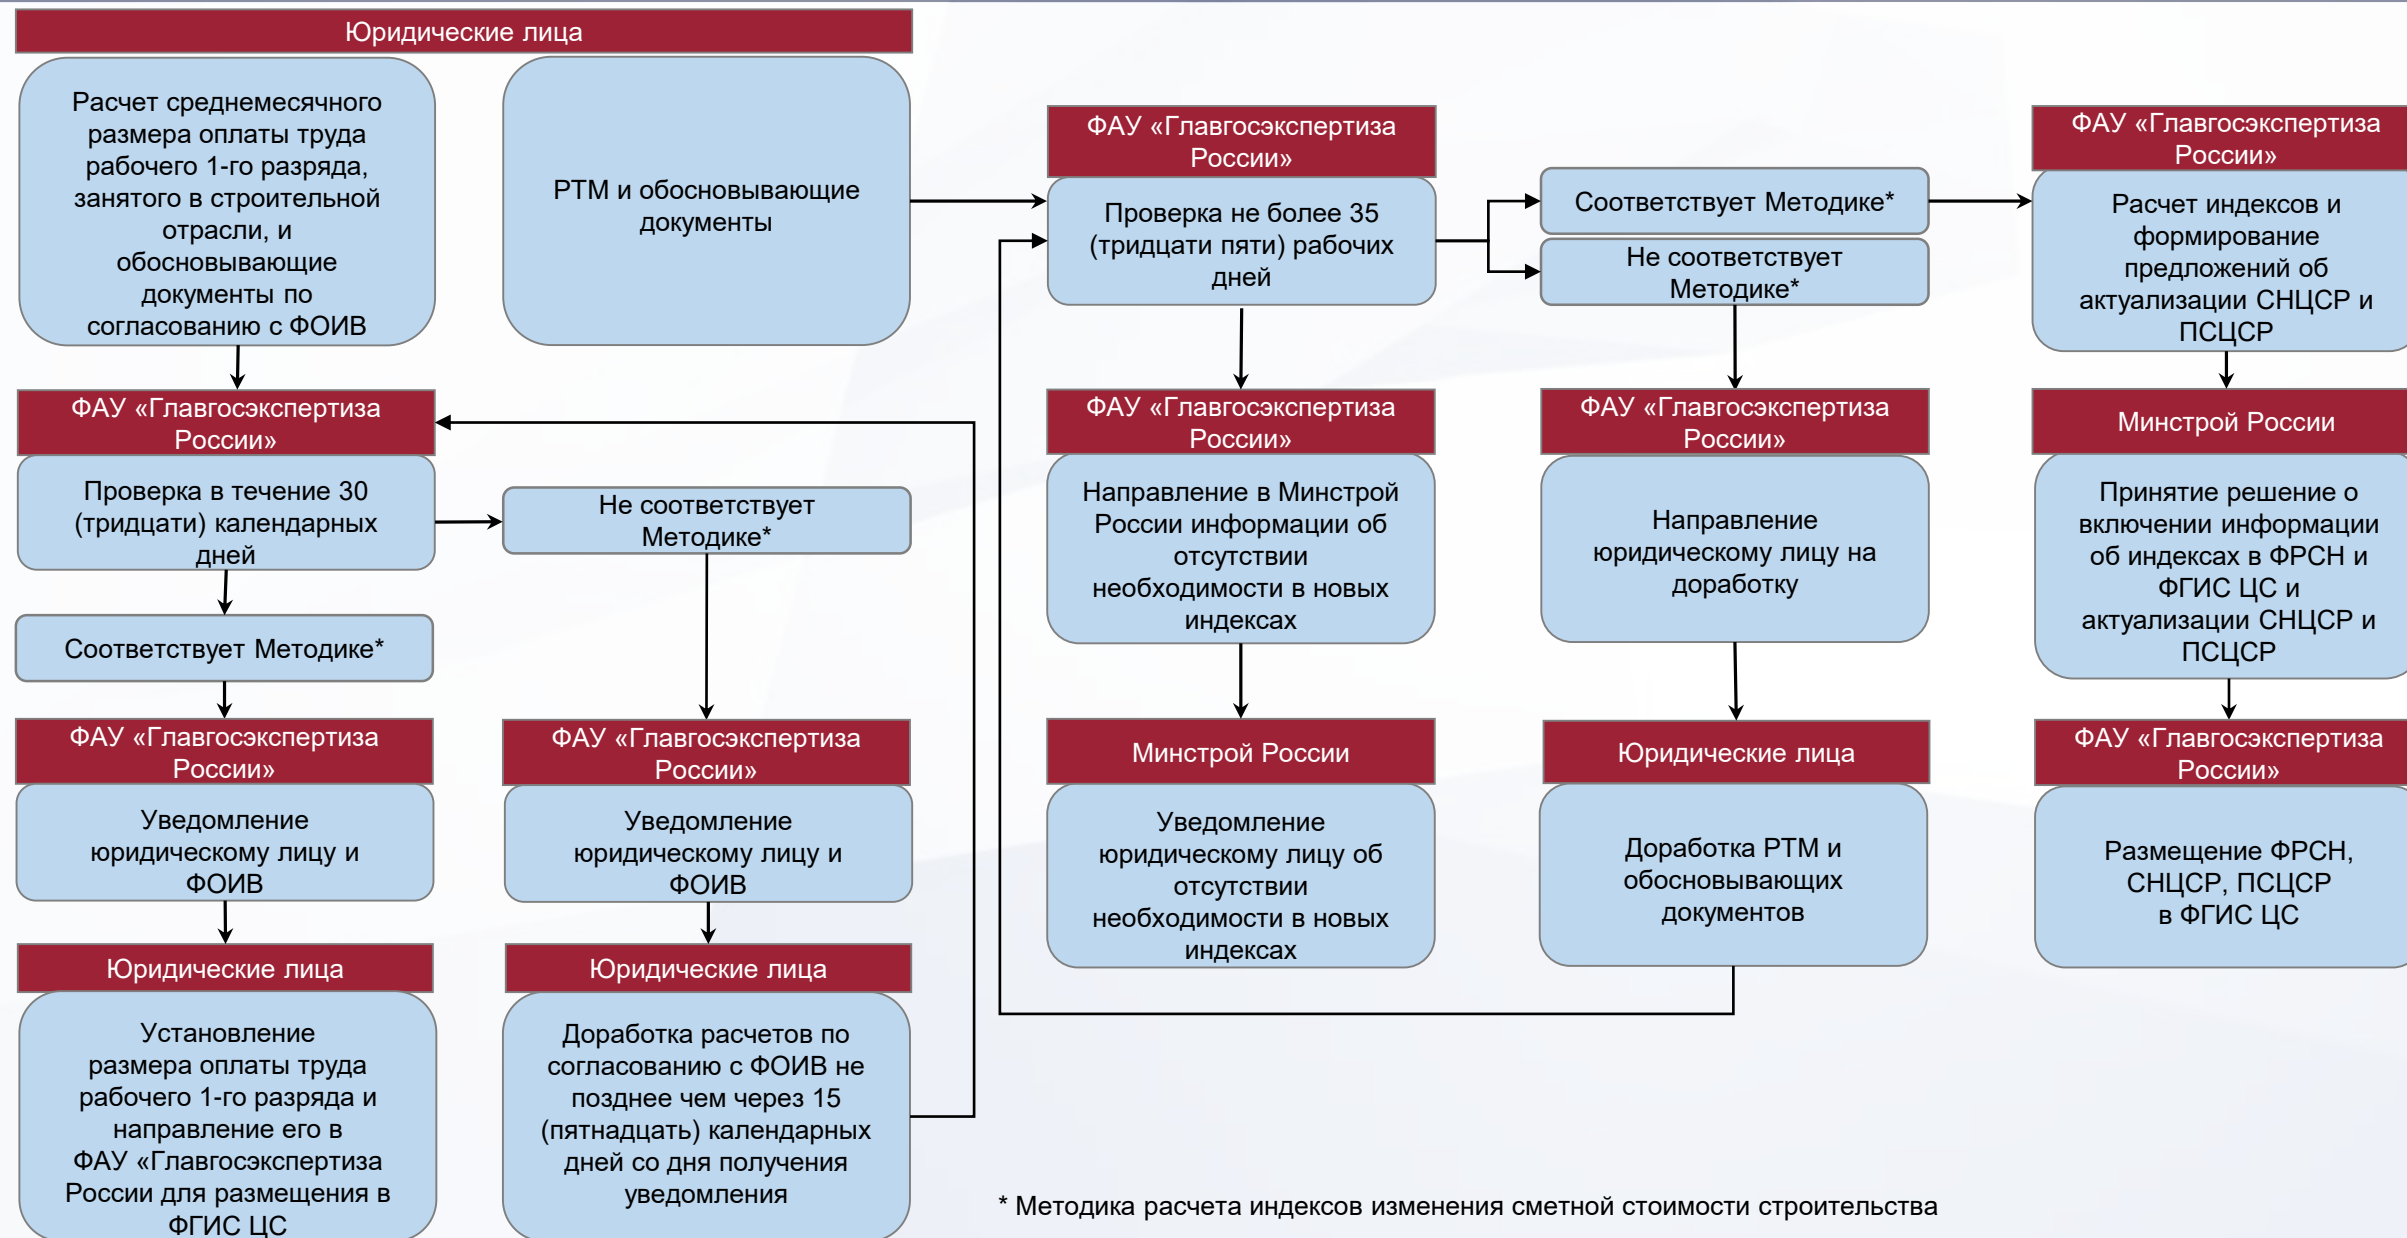 Юридические лица
Расчет среднемесячного
размера оплаты труда
рабочего 1-го разряда,
занятого в строительной
отрасли, и
обосновывающие
документы по
согласованию с ФОИВ
РТМ и обосновывающие
документы
ФАУ «Главгосэкспертиза
России»
Проверка в течение 30
(тридцати) календарных
дней
Не соответствует
Методике*
Соответствует Методике*
ФАУ «Главгосэкспертиза
России»
Уведомление
юридическому лицу и
ФОИВ
Юридические лица
Установление
размера оплаты труда
рабочего 1-го разряда и
направление его в
ФАУ «Главгосэкспертиза
России для размещения в
ФГИС ЦС
ФАУ «Главгосэкспертиза
России»
Уведомление
юридическому лицу и
ФОИВ
Юридические лица
Доработка расчетов по
согласованию с ФОИВ не
позднее чем через 15
(пятнадцать) календарных
дней со дня получения
уведомления
ФАУ «Главгосэкспертиза
России»
Проверка не более 35
(тридцати пяти) рабочих
дней
Соответствует Методике*
Не соответствует
Методике*
ФАУ «Главгосэкспертиза
России»
Направление в Минстрой
России информации об
отсутствии
необходимости в новых
индексах
Минстрой России
Уведомление
юридическому лицу об
отсутствии
необходимости в новых
индексах
ФАУ «Главгосэкспертиза
России»
Направление
юридическому лицу на
доработку
Юридические лица
Доработка РТМ и
обосновывающих
документов
ФАУ «Главгосэкспертиза
России»
Расчет индексов и
формирование
предложений об
актуализации СНЦСР и
ПСЦСР
Минстрой России
Принятие решение о
включении информации
об индексах в ФРСН и
ФГИС ЦС и
актуализации СНЦСР и
ПСЦСР
ФАУ «Главгосэкспертиза
России»
Размещение ФРСН,
СНЦСР, ПСЦСР
в ФГИС ЦС
* Методика расчета индексов изменения сметной стоимости строительства